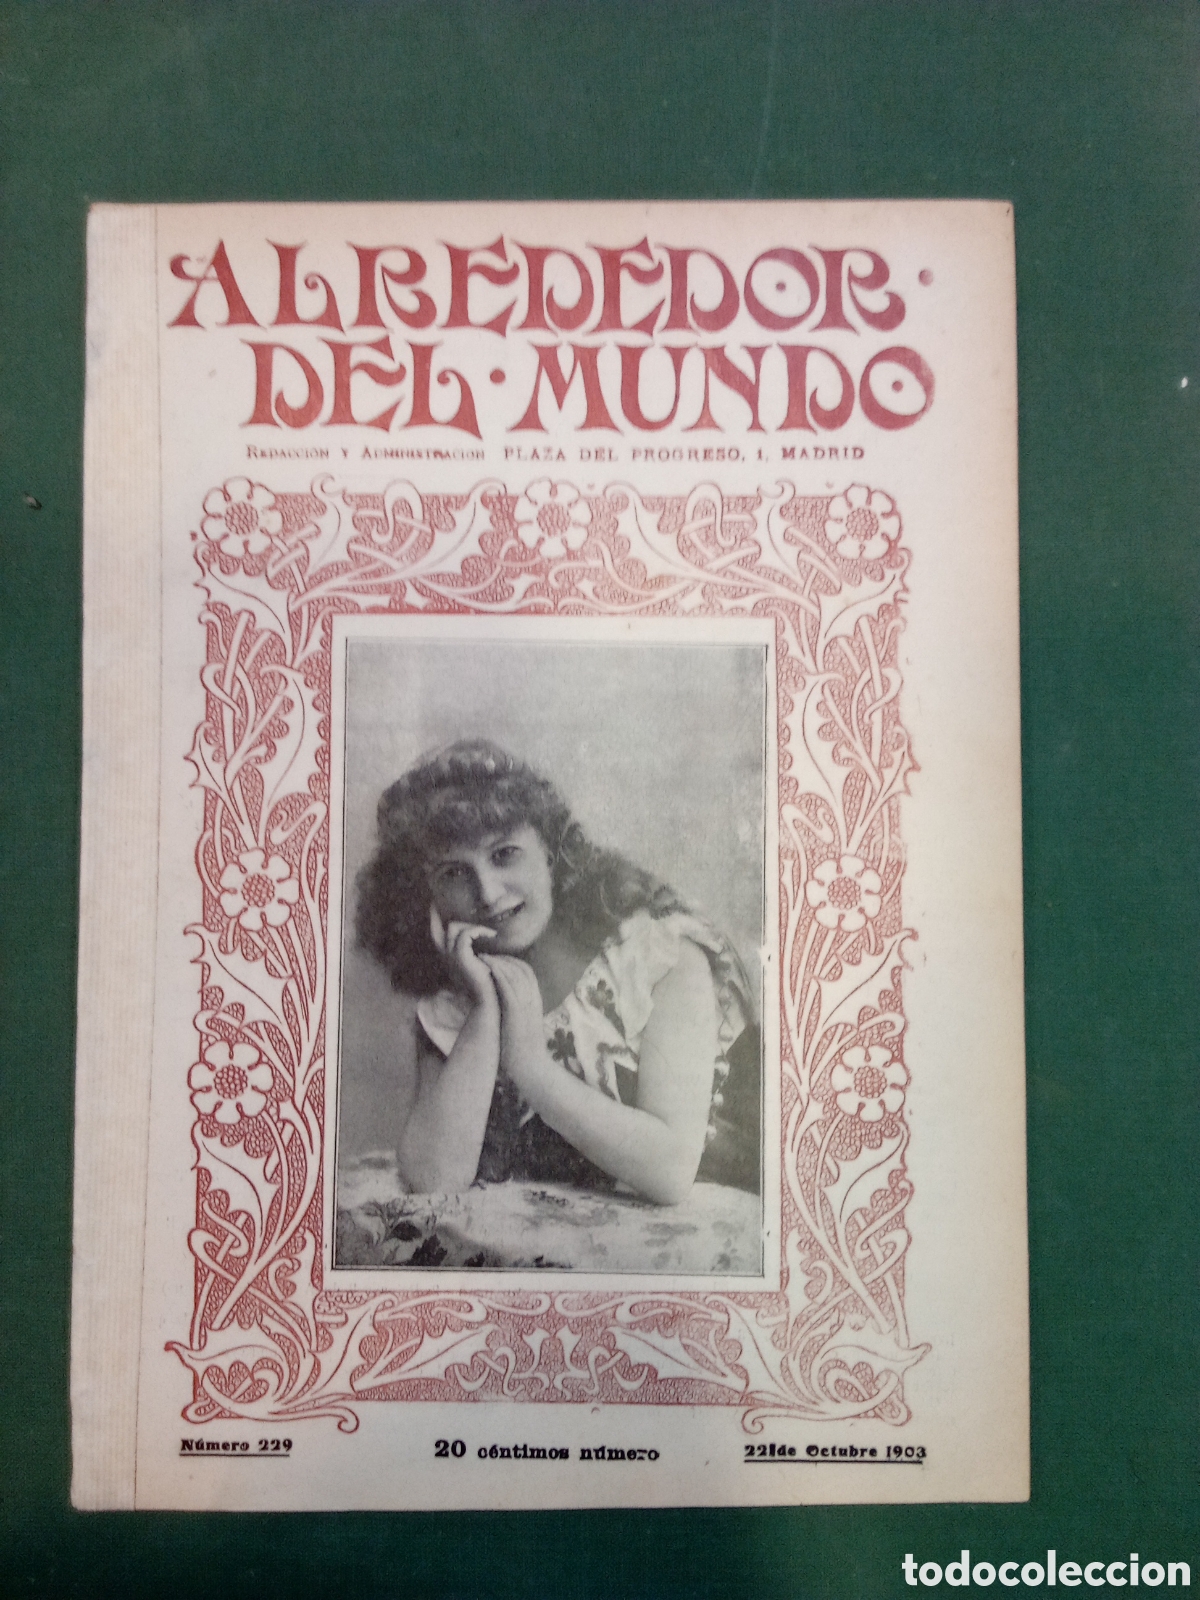 ALREDEDOR
DEL · MUNDO
Redacción y Administración PLAZA DEL PROGRESO, 1, MADRID
Número 229
20 céntimos número
22 de Octubre 1903
todocoleccion